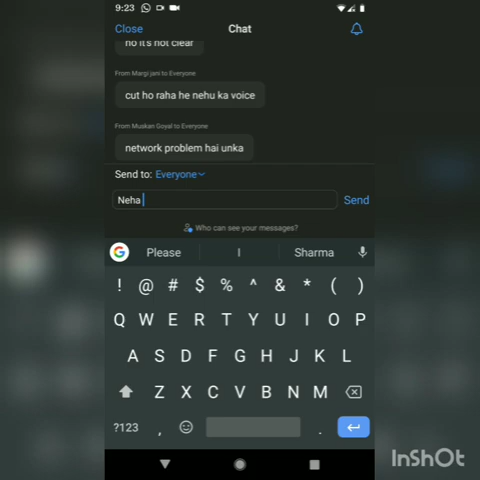 9:23
Close Chat
no it's not clear
From Margi jani to Everyone
cut ho raha he nehu ka voice
From Muskan Goyal to Everyone
network problem hai unka
Send to: Everyone
Neha
Send
Who can see your messages?
G Please I Sharma
! @ # $ % ^ & * ( )
Q W E R T Y U I O P
A S D F G H J K L
Z X C V B N M
?123 , .
InShOt